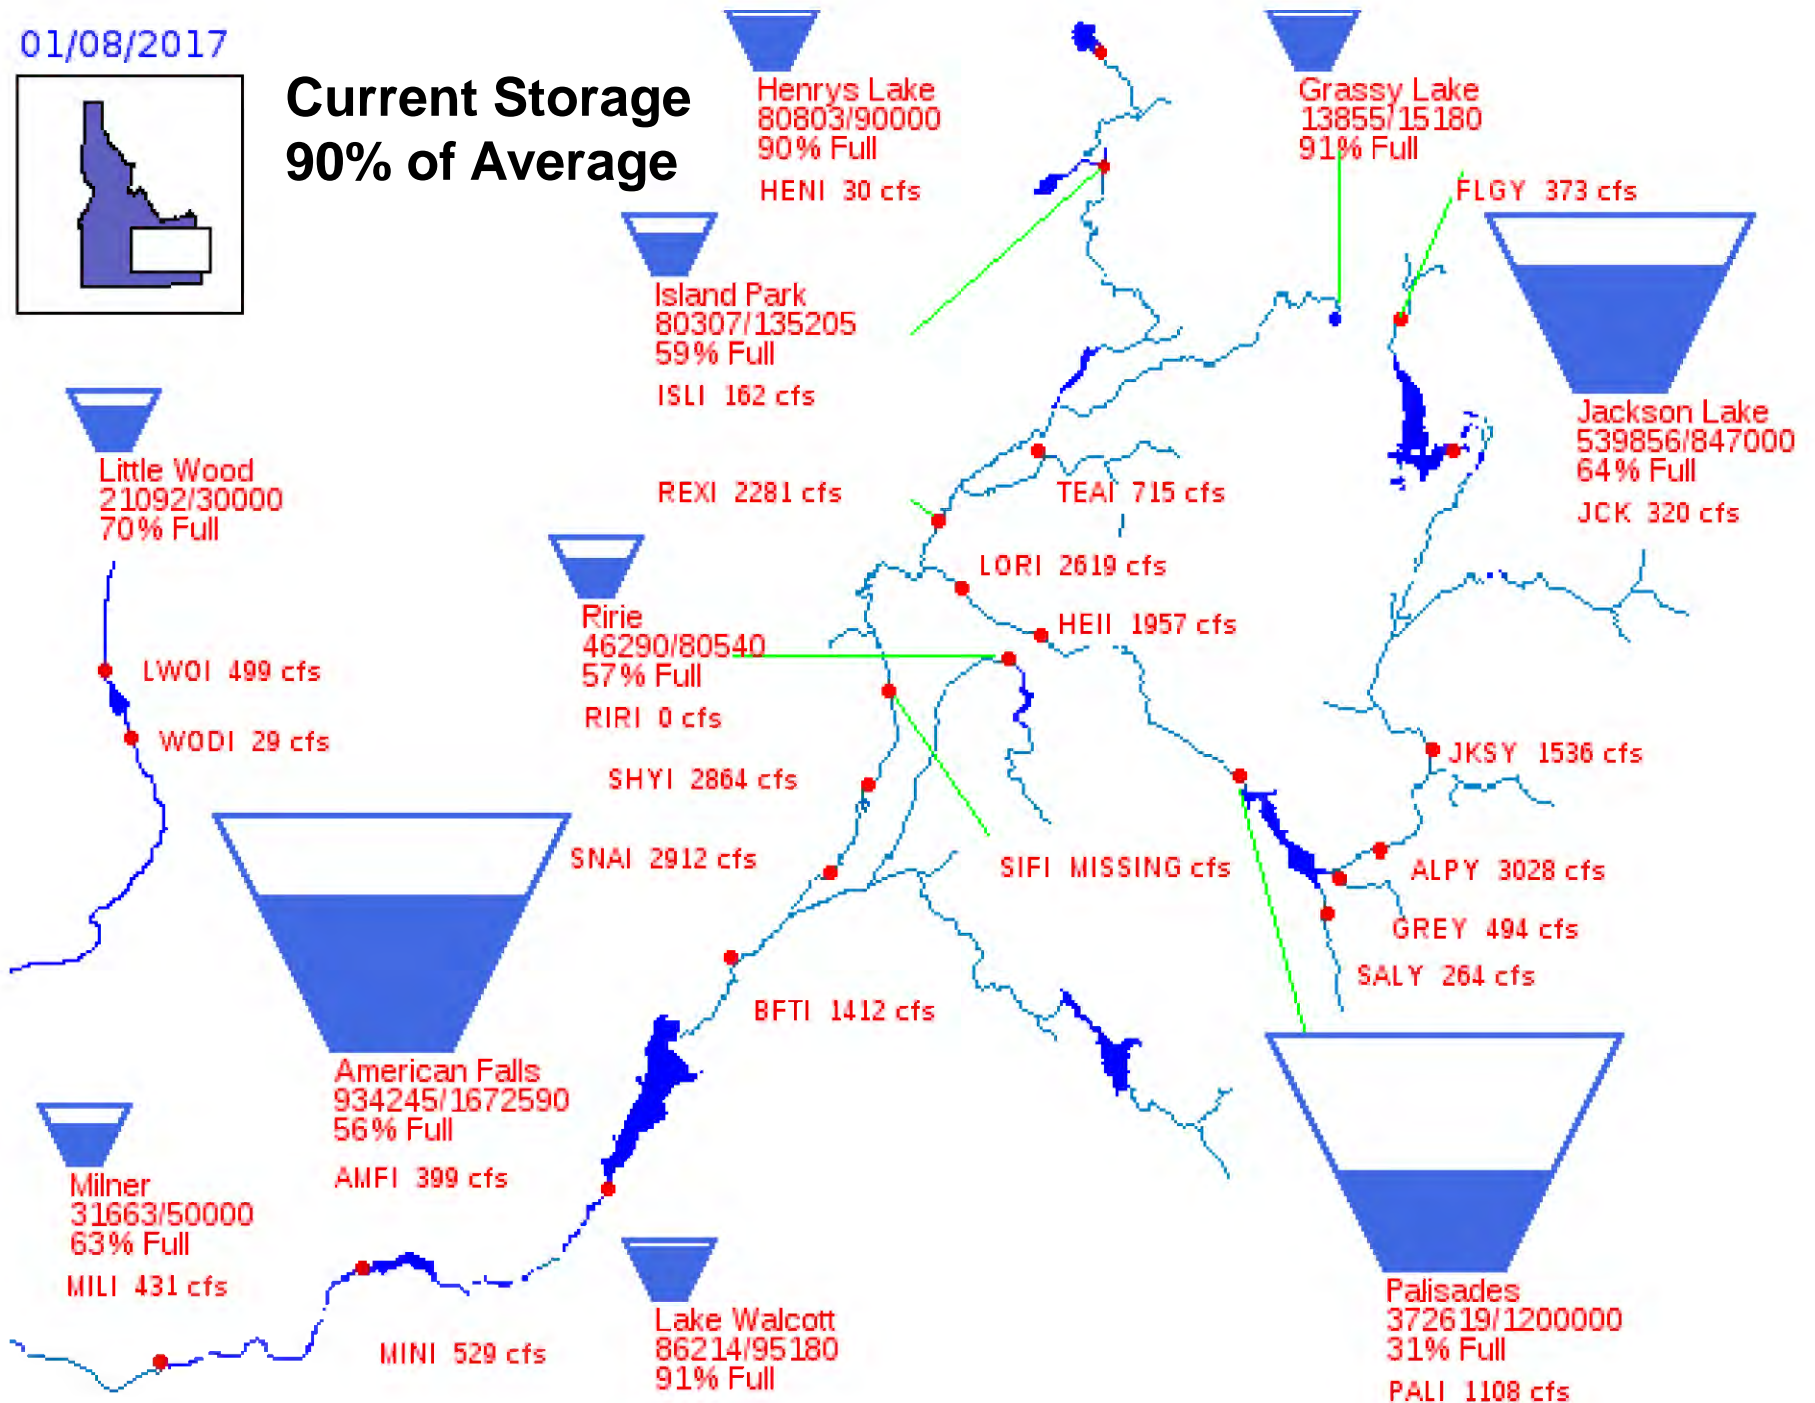 01/08/2017
Current Storage
90% of Average
Henrys Lake
80803/90000
90% Full
HENI 30 cfs
Grassy Lake
13855/15180
91% Full
FLGY 373 cfs
Island Park
80307/135205
59% Full
ISLI 162 cfs
Jackson Lake
539856/847000
64% Full
JCK 320 cfs
Little Wood
21092/30000
70% Full
REXI 2281 cfs
TEAI 715 cfs
LORI 2619 cfs
HEII 1957 cfs
Ririe
46290/80540
57% Full
RIRI 0 cfs
LWOI 499 cfs
WODI 29 cfs
JKSY 1536 cfs
SHYI 2864 cfs
SNAI 2912 cfs
SIFI MISSING cfs
ALPY 3028 cfs
GREY 494 cfs
SALY 264 cfs
BFTI 1412 cfs
American Falls
934245/1672590
56% Full
AMFI 399 cfs
Milner
31663/50000
63% Full
MILI 431 cfs
MINI 529 cfs
Lake Walcott
86214/95180
91% Full
Palisades
372619/1200000
31% Full
PALI 1108 cfs